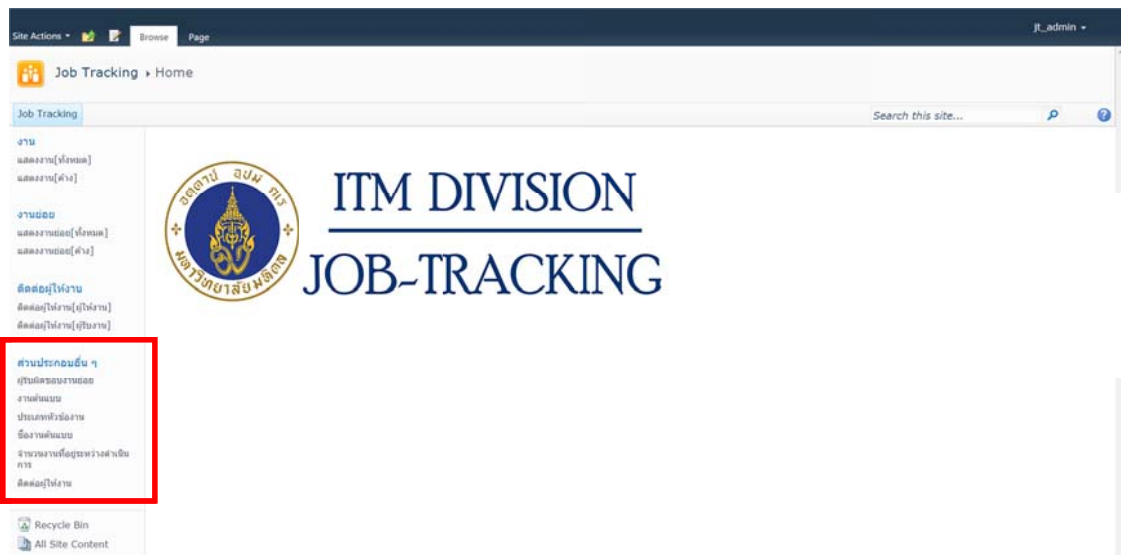 Site Actions
Browse
Page
jt_admin
Job Tracking
Home
Job Tracking
Search this site...
งาน
แสดงงาน[ทั้งหมด]
แสดงงาน[ค้าง]
งานย่อย
แสดงงานย่อย[ทั้งหมด]
แสดงงานย่อย[ค้าง]
ติดต่อผู้ให้งาน
ติดต่อผู้ให้งาน[ผู้ให้งาน]
ติดต่อผู้ให้งาน[ผู้รับงาน]
ส่วนประกอบอื่น ๆ
ผู้รับผิดชอบงานย่อย
งานต้นแบบ
ประเภทหัวข้องาน
ชื่องานต้นแบบ
จำนวนงานที่อยู่ระหว่างดำเนิน
การ
ติดต่อผู้ให้งาน
Recycle Bin
All Site Content
อตฺตานํ อุปมํ กเร
มหาวิทยาลัยมหิดล
ITM DIVISION
JOB-TRACKING